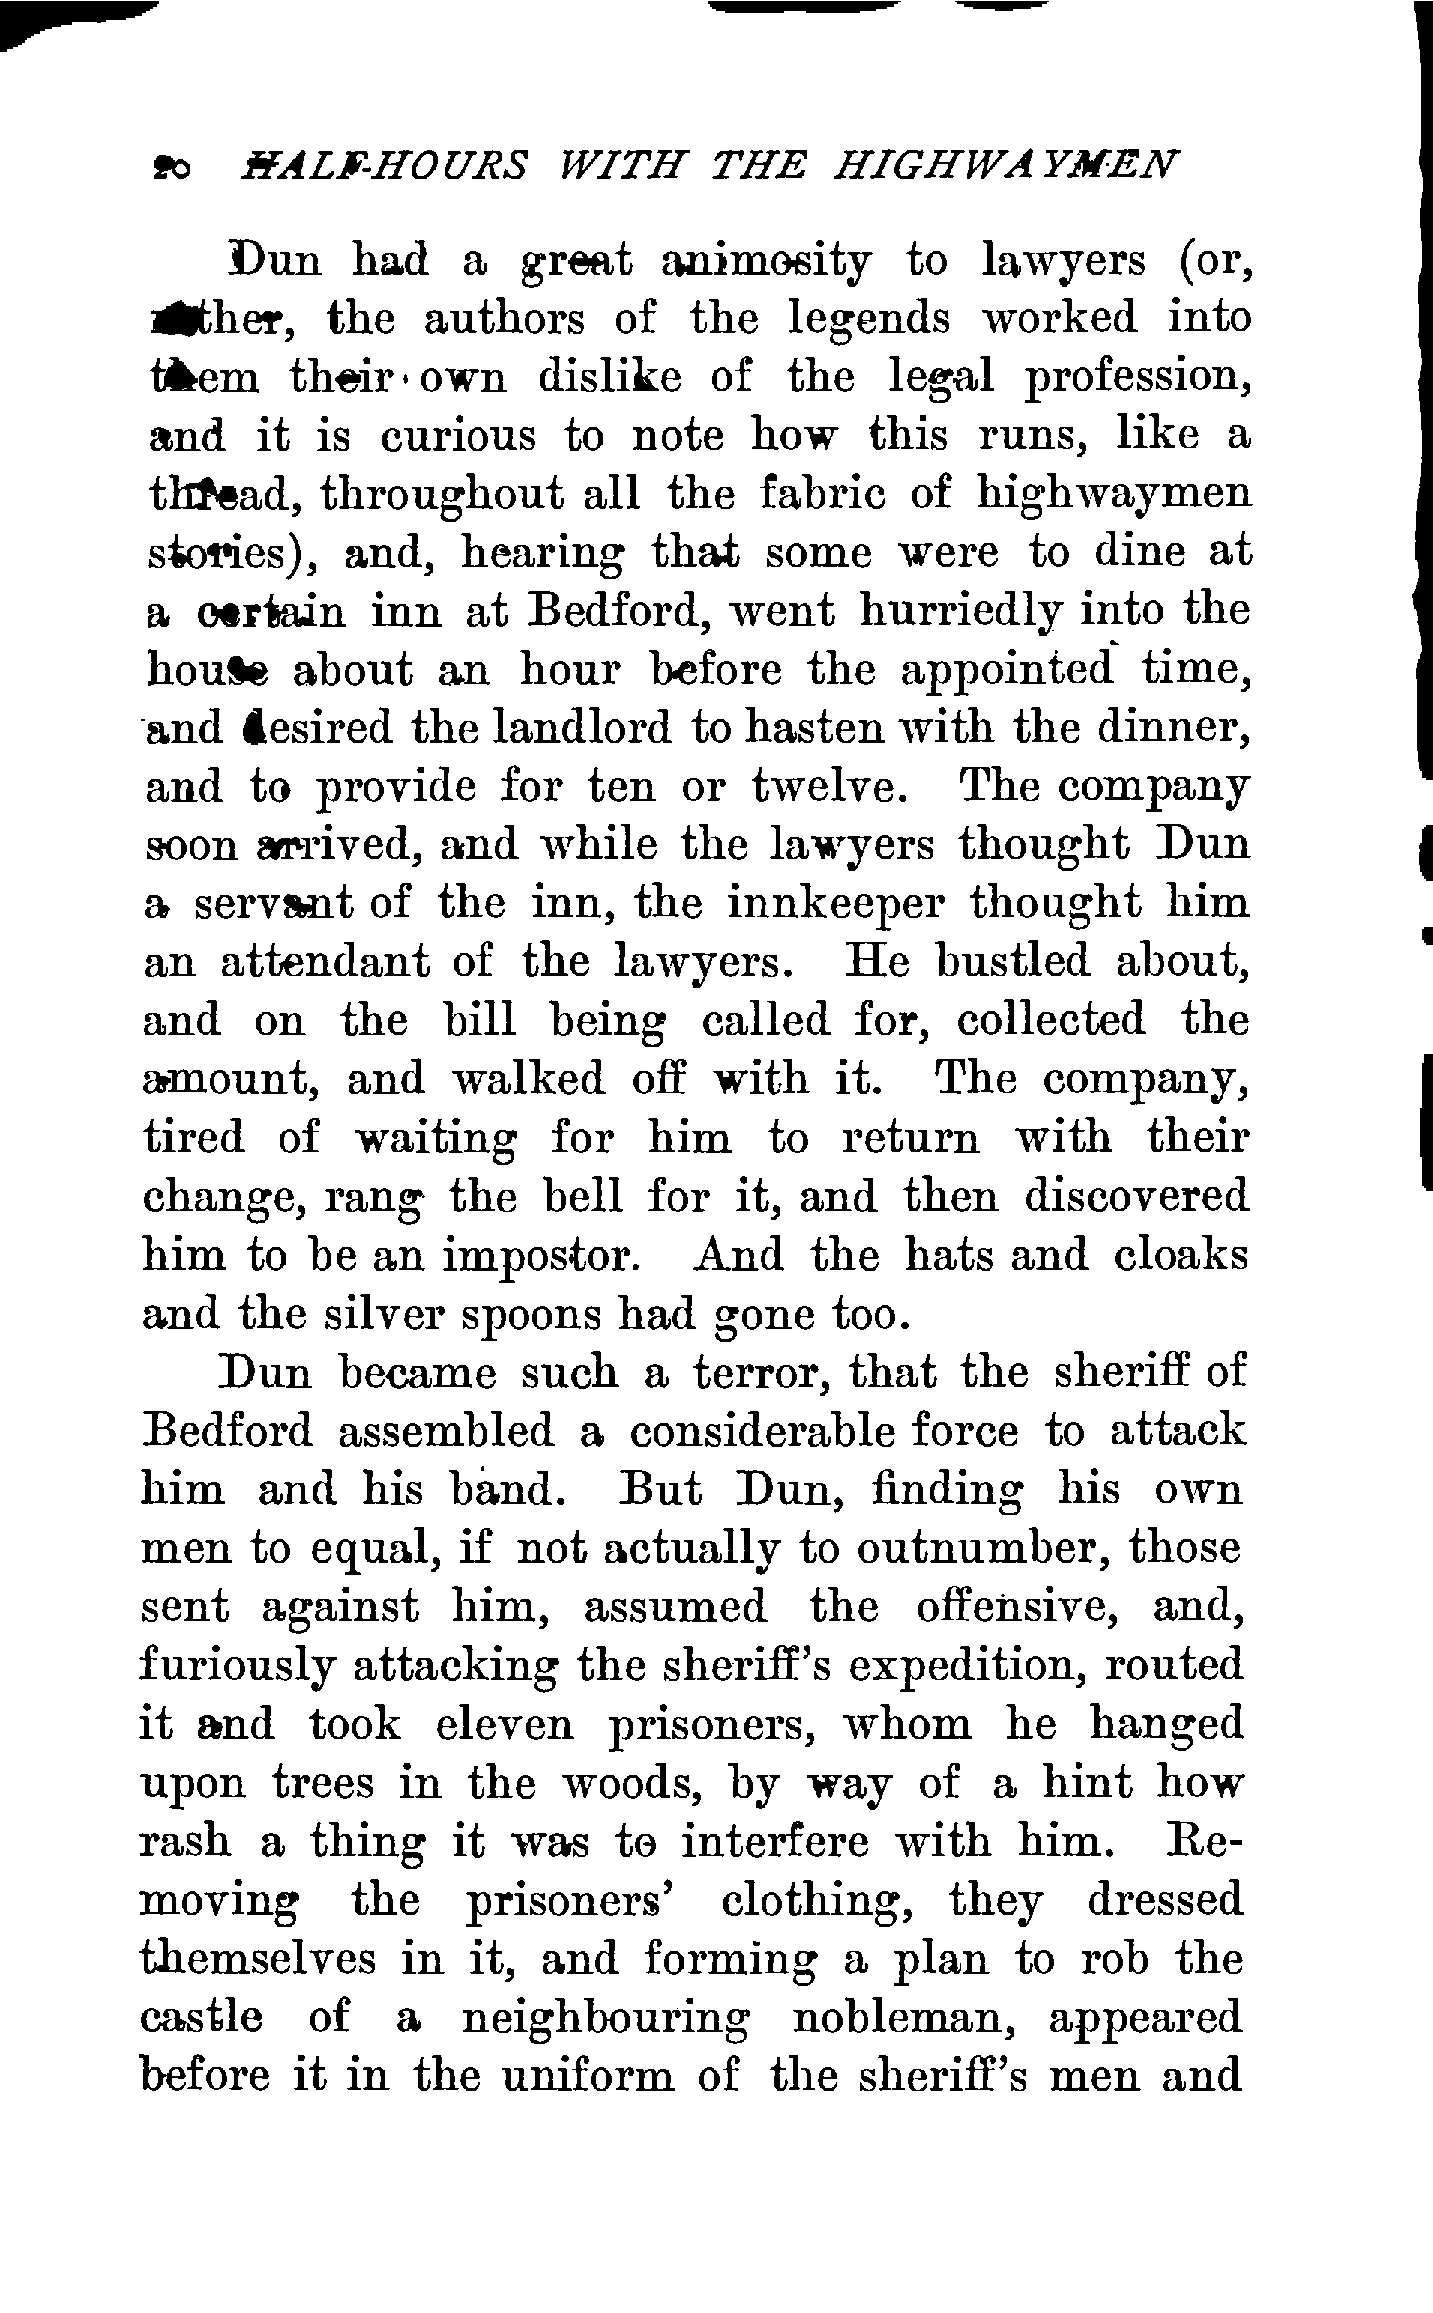 20 HALF-HOURS WITH THE HIGHWAYMEN
Dun had a great animosity to lawyers (or,
rather, the authors of the legends worked into
them their own dislike of the legal profession,
and it is curious to note how this runs, like a
thread, throughout all the fabric of highwaymen
stories), and, hearing that some were to dine at
a certain inn at Bedford, went hurriedly into the
house about an hour before the appointed time,
and desired the landlord to hasten with the dinner,
and to provide for ten or twelve. The company
soon arrived, and while the lawyers thought Dun
a servant of the inn, the innkeeper thought him
an attendant of the lawyers. He bustled about,
and on the bill being called for, collected the
amount, and walked off with it. The company,
tired of waiting for him to return with their
change, rang the bell for it, and then discovered
him to be an impostor. And the hats and cloaks
and the silver spoons had gone too.
Dun became such a terror, that the sheriff of
Bedford assembled a considerable force to attack
him and his band. But Dun, finding his own
men to equal, if not actually to outnumber, those
sent against him, assumed the offensive, and,
furiously attacking the sheriff's expedition, routed
it and took eleven prisoners, whom he hanged
upon trees in the woods, by way of a hint how
rash a thing it was to interfere with him. Re-
moving the prisoners' clothing, they dressed
themselves in it, and forming a plan to rob the
castle of a neighbouring nobleman, appeared
before it in the uniform of the sheriff's men and